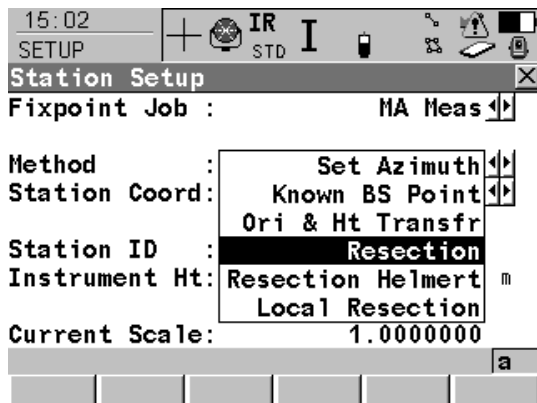 15:02 IR
SETUP STD I
Station Setup
Fixpoint Job : MA Meas
Method : Set Azimuth
Station Coord: Known BS Point
Ori & Ht Transfr
Station ID : Resection
Instrument Ht: Resection Helmert m
Local Resection
Current Scale: 1.0000000
a